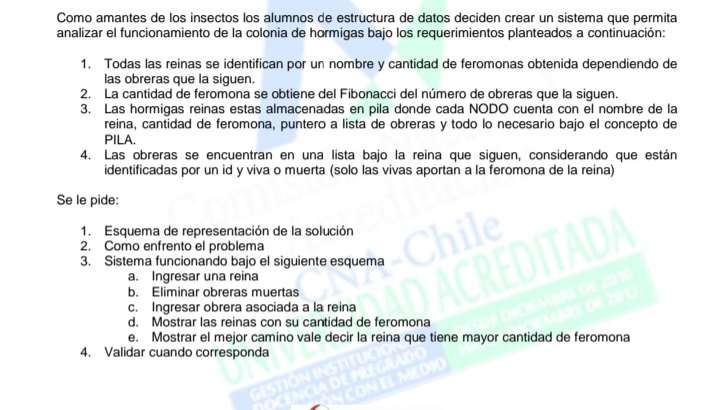 Como amantes de los insectos los alumnos de estructura de datos deciden crear un sistema que permita
analizar el funcionamiento de la colonia de hormigas bajo los requerimientos planteados a continuación:
1. Todas las reinas se identifican por un nombre y cantidad de feromonas obtenida dependiendo de
las obreras que la siguen.
2. La cantidad de feromona se obtiene del Fibonacci del número de obreras que la siguen.
3. Las hormigas reinas estas almacenadas en pila donde cada NODO cuenta con el nombre de la
reina, cantidad de feromona, puntero a lista de obreras y todo lo necesario bajo el concepto de
PILA.
4. Las obreras se encuentran en una lista bajo la reina que siguen, considerando que están
identificadas por un id y viva o muerta (solo las vivas aportan a la feromona de la reina)
Se le pide:
1. Esquema de representación de la solución
2. Como enfrento el problema
3. Sistema funcionando bajo el siguiente esquema
a. Ingresar una reina
b. Eliminar obreras muertas
c. Ingresar obrera asociada a la reina
d. Mostrar las reinas con su cantidad de feromona
e. Mostrar el mejor camino vale decir la reina que tiene mayor cantidad de feromona
4. Validar cuando corresponda
CNA-Chile
UNIVERSIDAD ACREDITADA
GESTIÓN INSTITUCIONAL
DOCENCIA DE PREGRADO
CON EL MEDIO